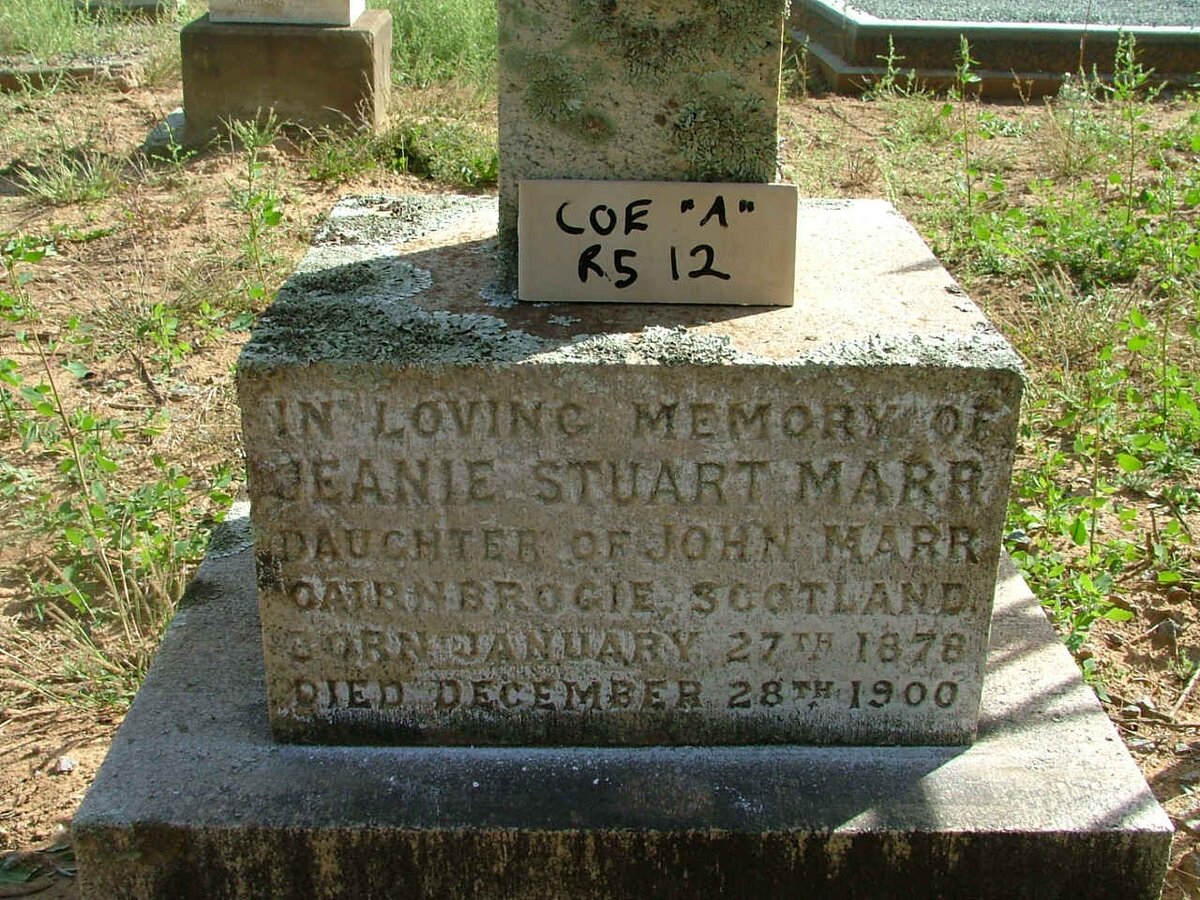 COE "A"
R5 12
IN LOVING MEMORY OF
JEANIE STUART MARR
DAUGHTER OF JOHN MARR
CAIRNBROGIE, SCOTLAND.
BORN JANUARY 27TH 1878
DIED DECEMBER 28TH 1900